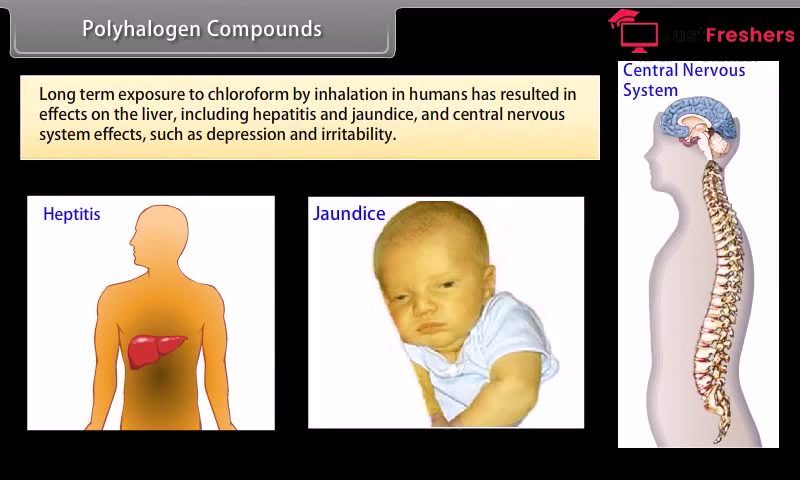 Polyhalogen Compounds
Just Freshers
Long term exposure to chloroform by inhalation in humans has resulted in
effects on the liver, including hepatitis and jaundice, and central nervous
system effects, such as depression and irritability.
Central Nervous
System
Heptitis
Jaundice